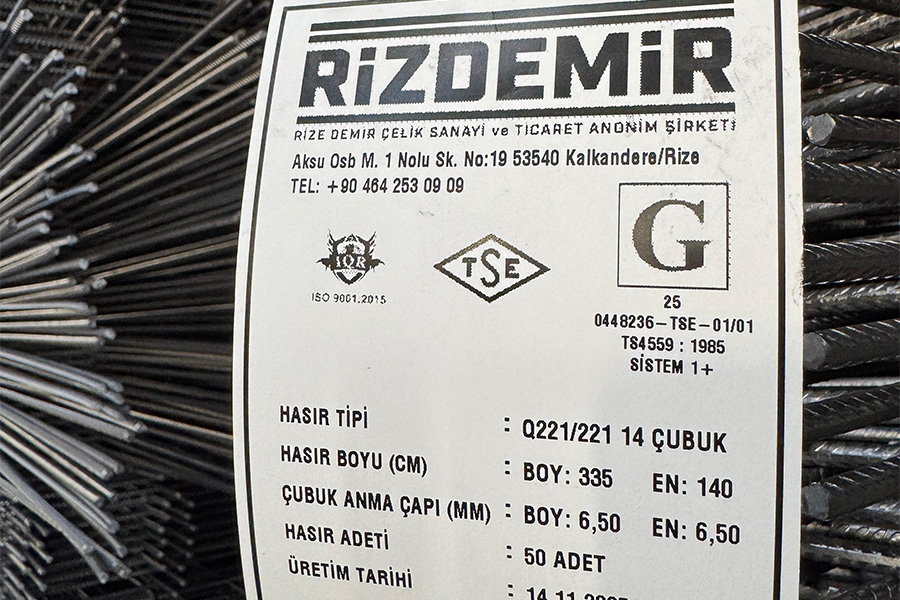 RiZDEMiR
RİZE DEMİR ÇELİK SANAYİ ve TİCARET ANONİM ŞİRKETİ
Aksu Osb M. 1 Nolu Sk. No:19 53540 Kalkandere/Rize
TEL: +90 464 253 09 09
IQR
ISO 9001:2015
TSE
G
25
0448236-TSE-01/01
TS4559 : 1985
SİSTEM 1+
HASIR TİPİ : Q221/221 14 ÇUBUK
HASIR BOYU (CM) : BOY: 335 EN: 140
ÇUBUK ANMA ÇAPI (MM) : BOY: 6,50 EN: 6,50
HASIR ADETİ : 50 ADET
ÜRETİM TARİHİ : 14.11.